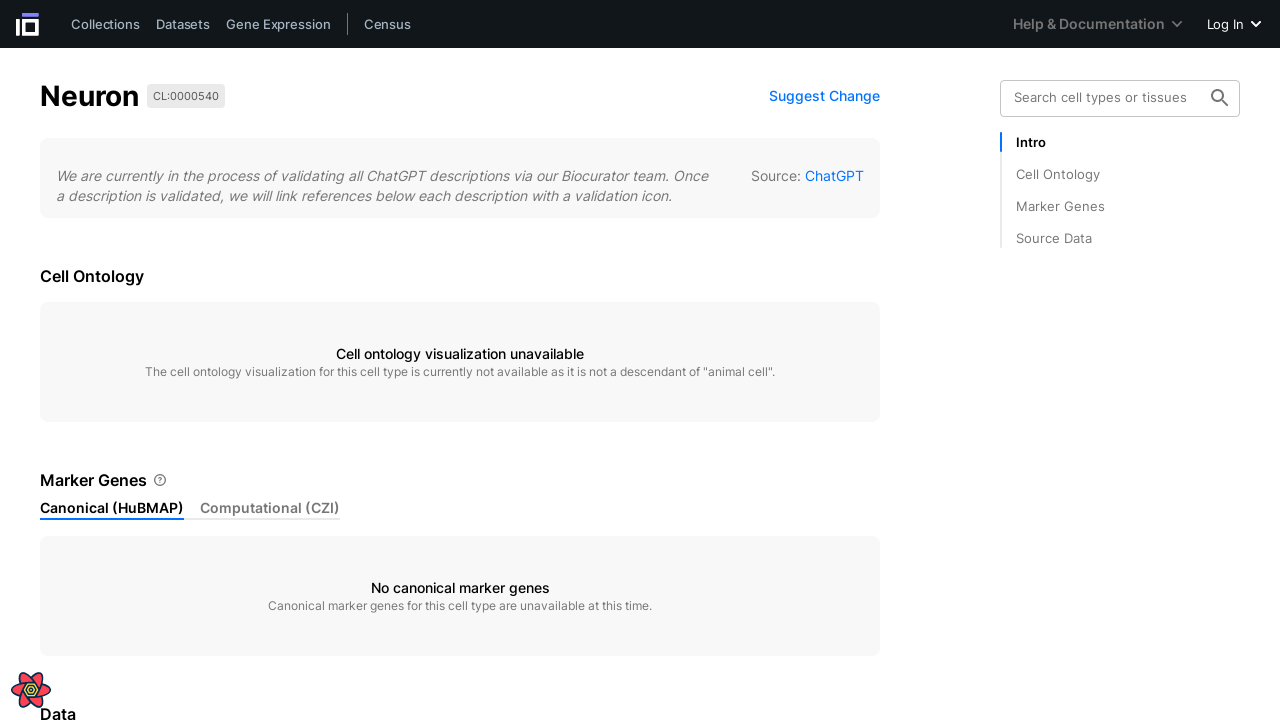 Collections Datasets Gene Expression Census Help & Documentation Log In
Neuron CL:0000540 Suggest Change
Search cell types or tissues
Intro
Cell Ontology
Marker Genes
Source Data
We are currently in the process of validating all ChatGPT descriptions via our Biocurator team. Once
a description is validated, we will link references below each description with a validation icon.
Source: ChatGPT
Cell Ontology
Cell ontology visualization unavailable
The cell ontology visualization for this cell type is currently not available as it is not a descendant of "animal cell".
Marker Genes
Canonical (HuBMAP) Computational (CZI)
No canonical marker genes
Canonical marker genes for this cell type are unavailable at this time.
Data